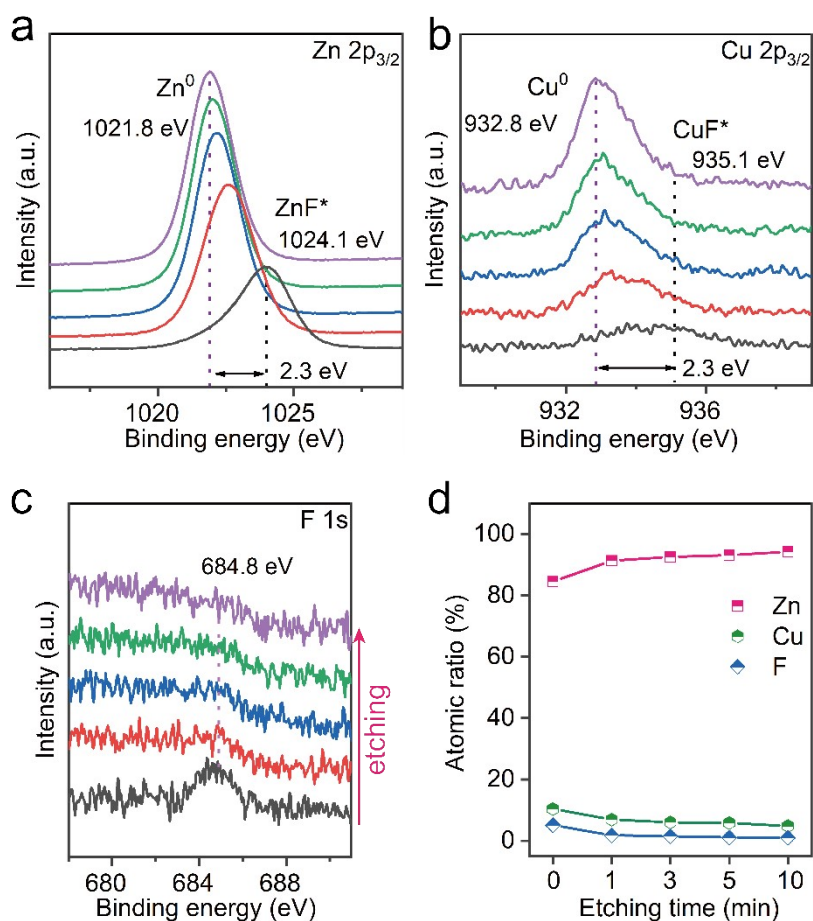 a
Zn 2p3/2
Zn0
1021.8 eV
ZnF*
1024.1 eV
2.3 eV
Intensity (a.u.)
1020 1025
Binding energy (eV)
b
Cu 2p3/2
Cu0
932.8 eV
CuF*
935.1 eV
2.3 eV
Intensity (a.u.)
932 936
Binding energy (eV)
c
F 1s
684.8 eV
etching
Intensity (a.u.)
680 684 688
Binding energy (eV)
d
100
80
60
40
20
0
Zn
Cu
F
Atomic ratio (%)
0 1 3 5 10
Etching time (min)